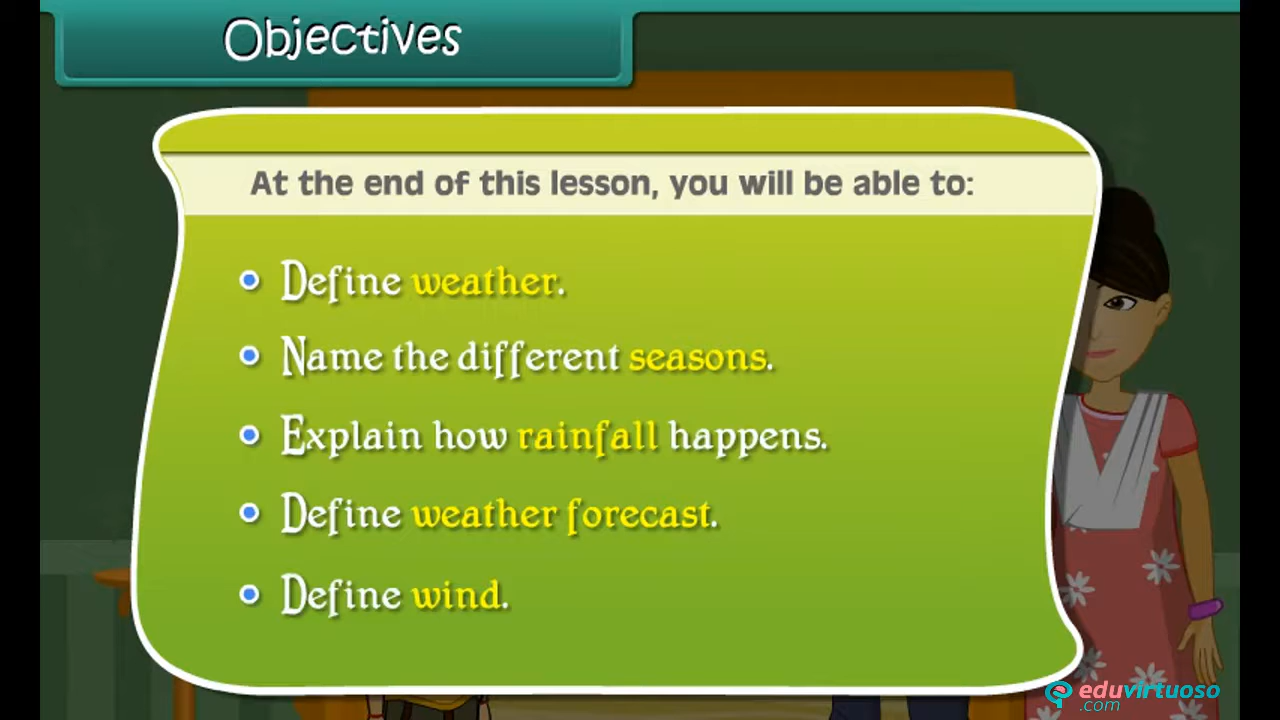 Objectives
At the end of this lesson, you will be able to:
Define weather.
Name the different seasons.
Explain how rainfall happens.
Define weather forecast.
Define wind.
eduvirtuoso
.com